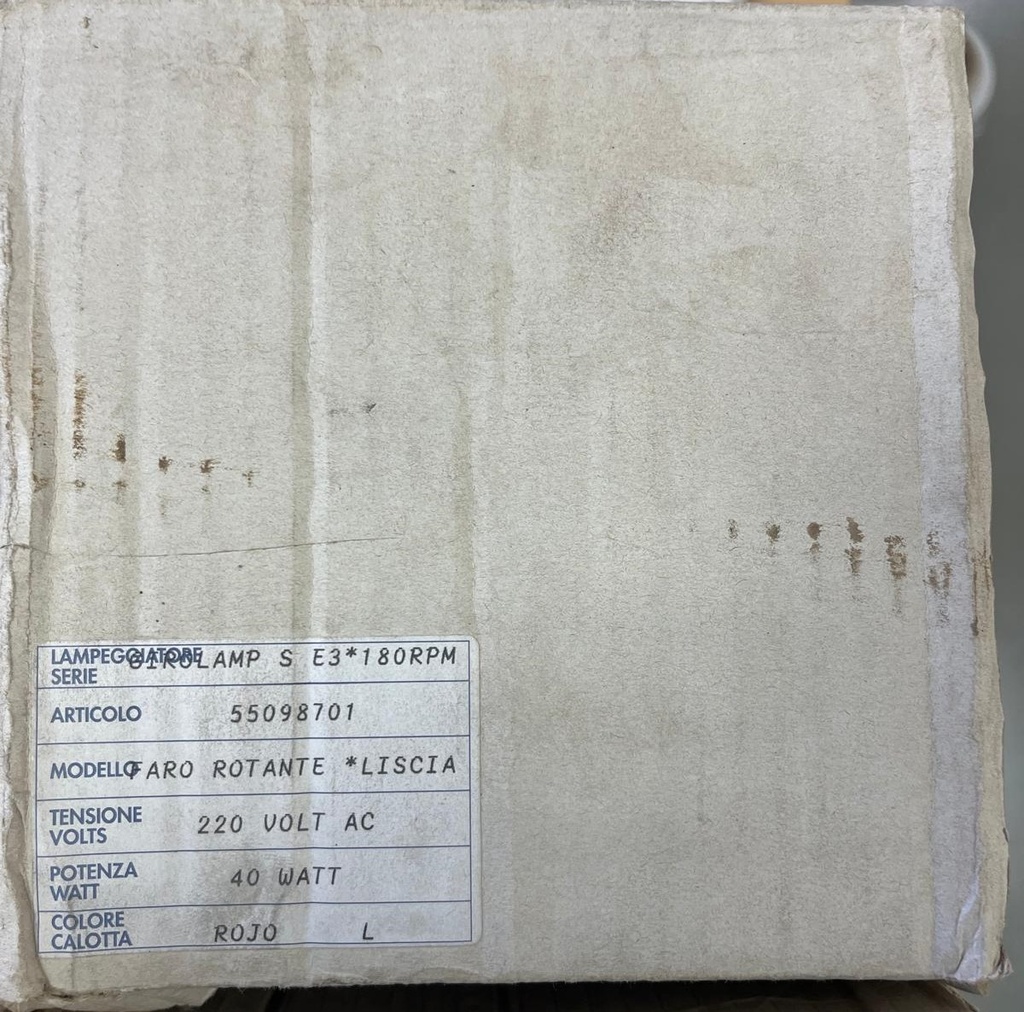 LAMPEGGIATORE GIROLAMP S E3*180RPM
SERIE
ARTICOLO 55098701
MODELLO FARO ROTANTE *LISCIA
TENSIONE 220 VOLT AC
VOLTS
POTENZA 40 WATT
WATT
COLORE
CALOTTA ROJO L